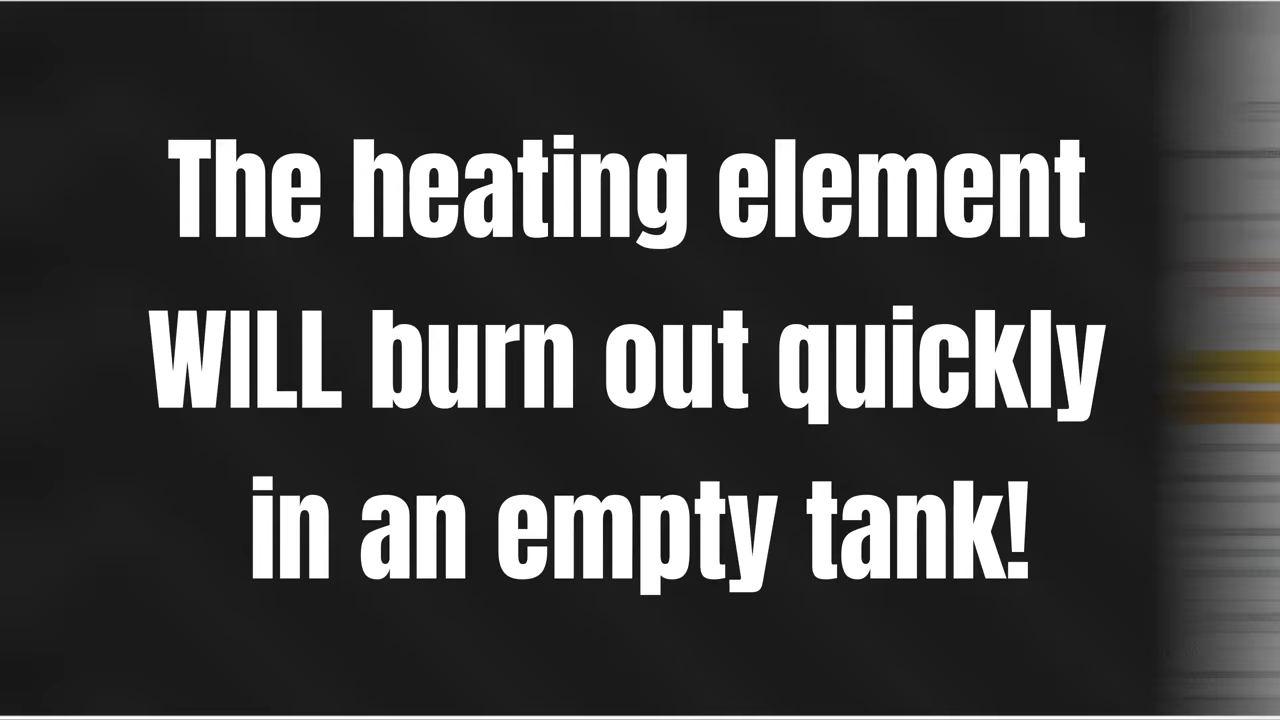 The heating element
WILL burn out quickly
in an empty tank!